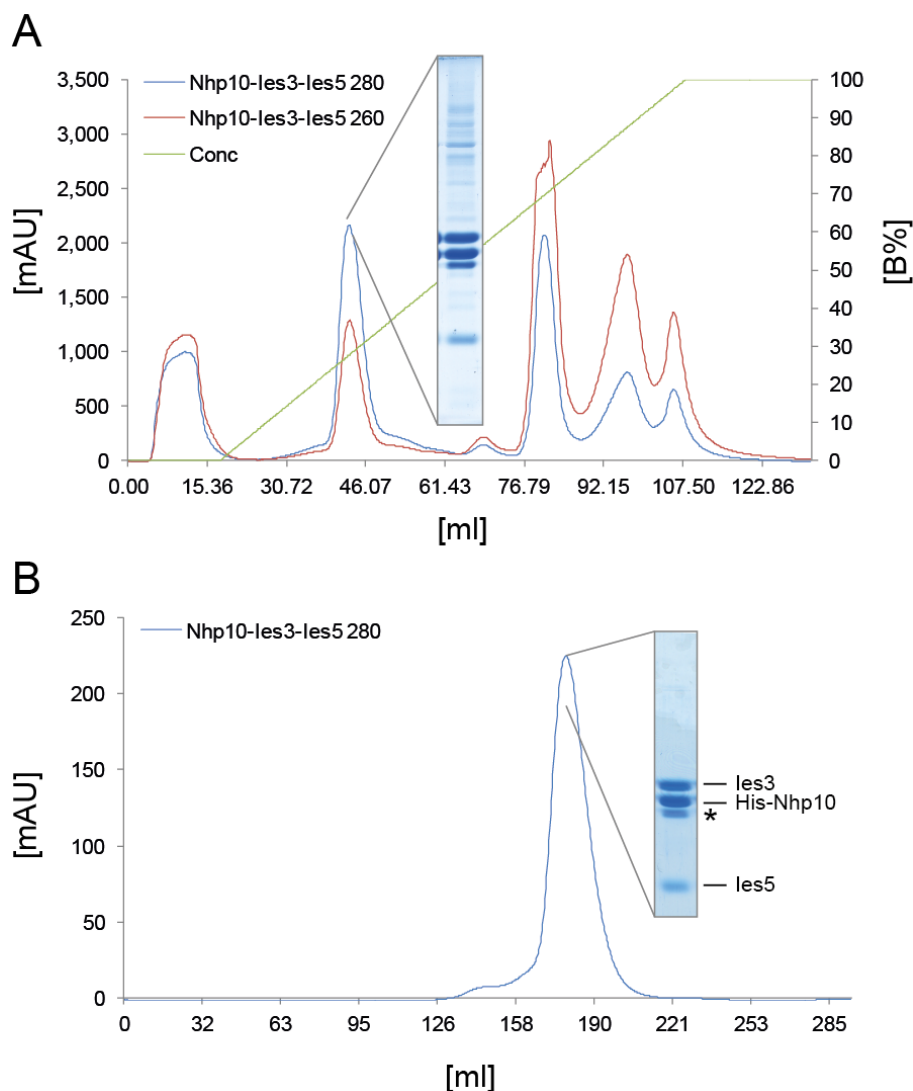 A
3,500
3,000
2,500
2,000
1,500
1,000
500
0
[mAU]
Nhp10-Ies3-Ies5 280
Nhp10-Ies3-Ies5 260
Conc
100
90
80
70
60
50
40
30
20
10
0
[B%]
0.00 15.36 30.72 46.07 61.43 76.79 92.15 107.50 122.86
[ml]
B
250
200
150
100
50
0
[mAU]
Nhp10-Ies3-Ies5 280
Ies3
His-Nhp10
*
Ies5
0 32 63 95 126 158 190 221 253 285
[ml]